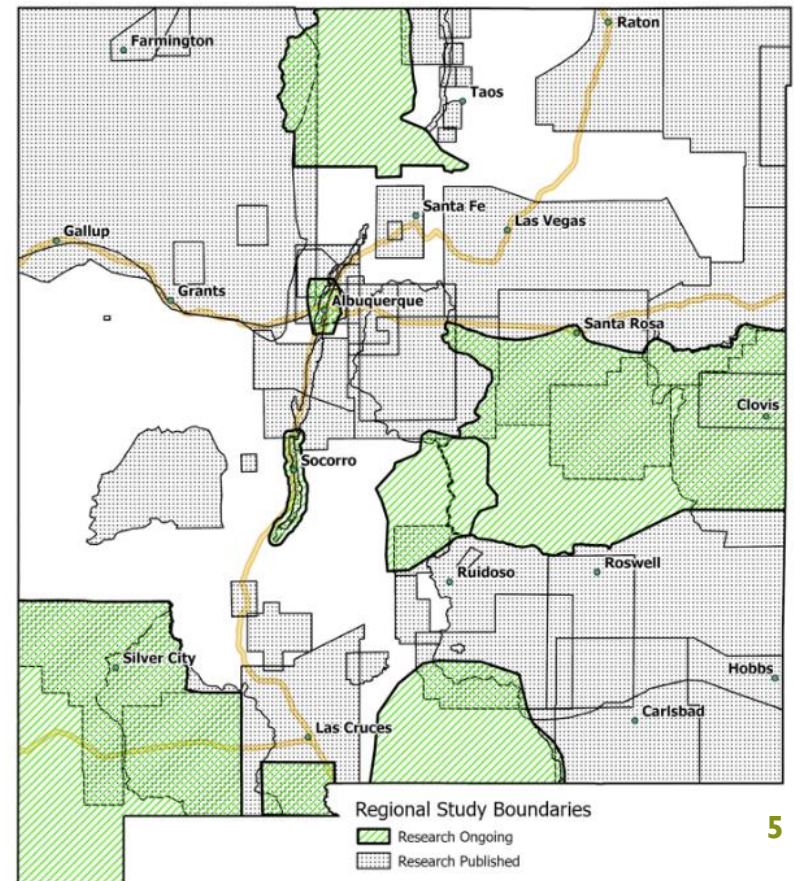 Farmington
Raton
Taos
Santa Fe
Las Vegas
Gallup
Grants
Albuquerque
Santa Rosa
Clovis
Socorro
Ruidoso
Roswell
Silver City
Hobbs
Carlsbad
Las Cruces
Regional Study Boundaries
Research Ongoing
Research Published
5